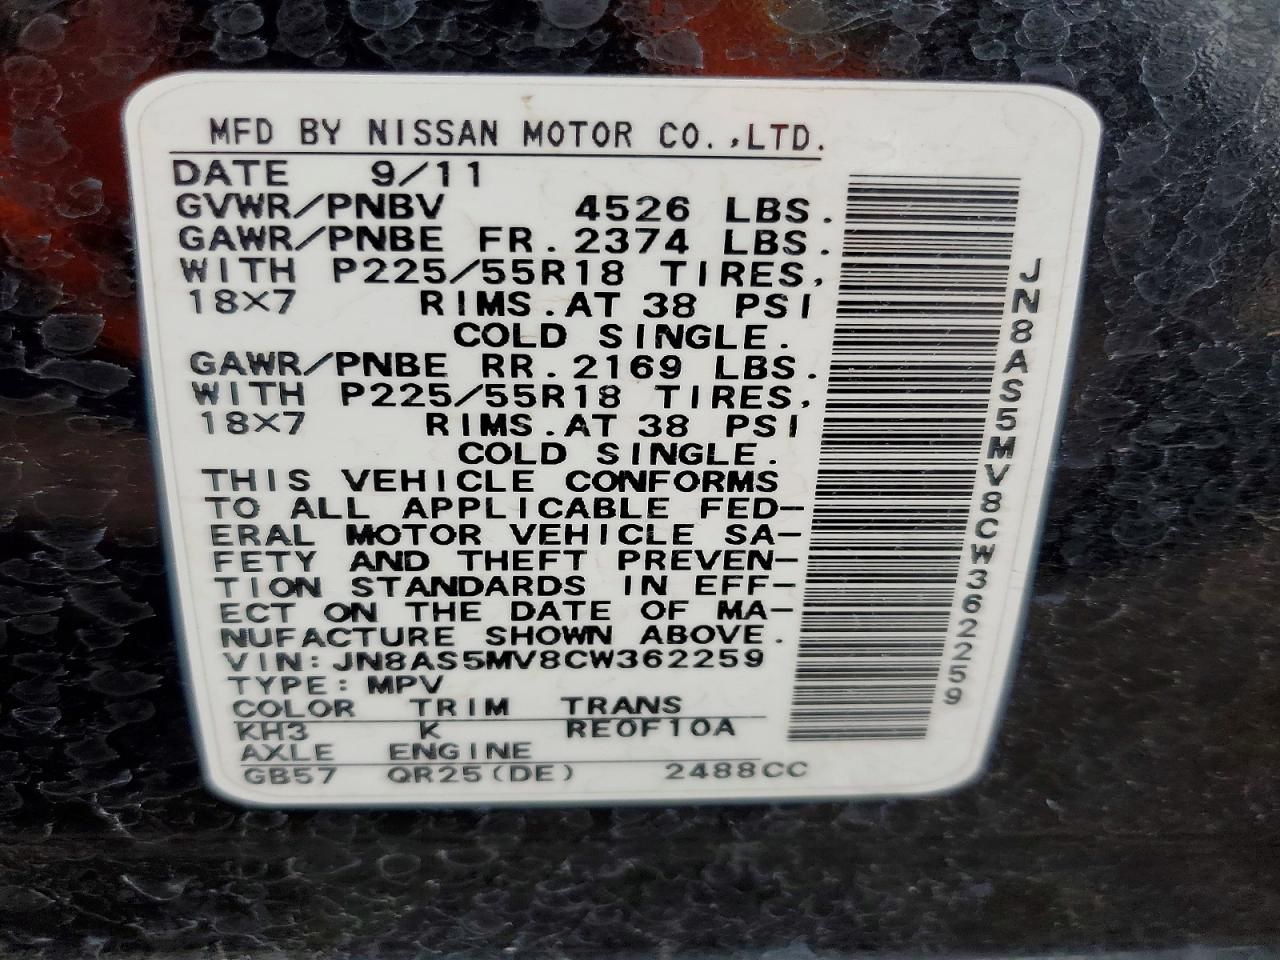 MFD BY NISSAN MOTOR CO.,LTD.
DATE 9/11
GVWR/PNBV 4526 LBS.
GAWR/PNBE FR. 2374 LBS.
WITH P225/55R18 TIRES,
18X7 RIMS. AT 38 PSI
COLD SINGLE.
GAWR/PNBE RR. 2169 LBS.
WITH P225/55R18 TIRES,
18X7 RIMS. AT 38 PSI
COLD SINGLE.
THIS VEHICLE CONFORMS
TO ALL APPLICABLE FED-
ERAL MOTOR VEHICLE SA-
FETY AND THEFT PREVEN-
TION STANDARDS IN EFF-
ECT ON THE DATE OF MA-
NUFACTURE SHOWN ABOVE.
VIN: JN8AS5MV8CW362259
TYPE: MPV
COLOR TRIM TRANS
KH3 K RE0F10A
AXLE ENGINE
GB57 QR25(DE) 2488CC
JN8AS5MV8CW362259